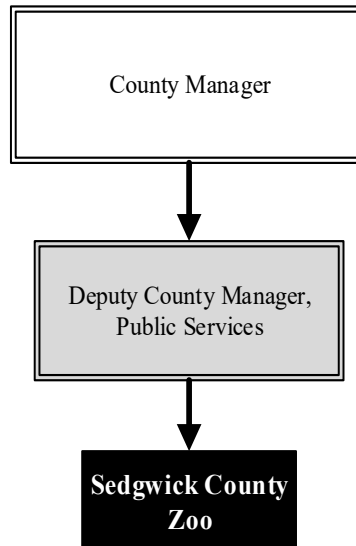 County Manager
Deputy County Manager,
Public Services
Sedgwick County
Zoo